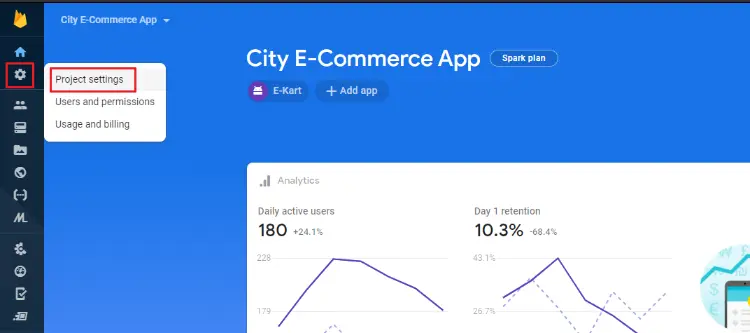 City E-Commerce App
City E-Commerce App
Spark plan
Project settings
Users and permissions
Usage and billing
E-Kart
+ Add app
Analytics
Daily active users
180 +24.1%
228
179
Day 1 retention
10.3% -68.4%
43.1%
26.7%